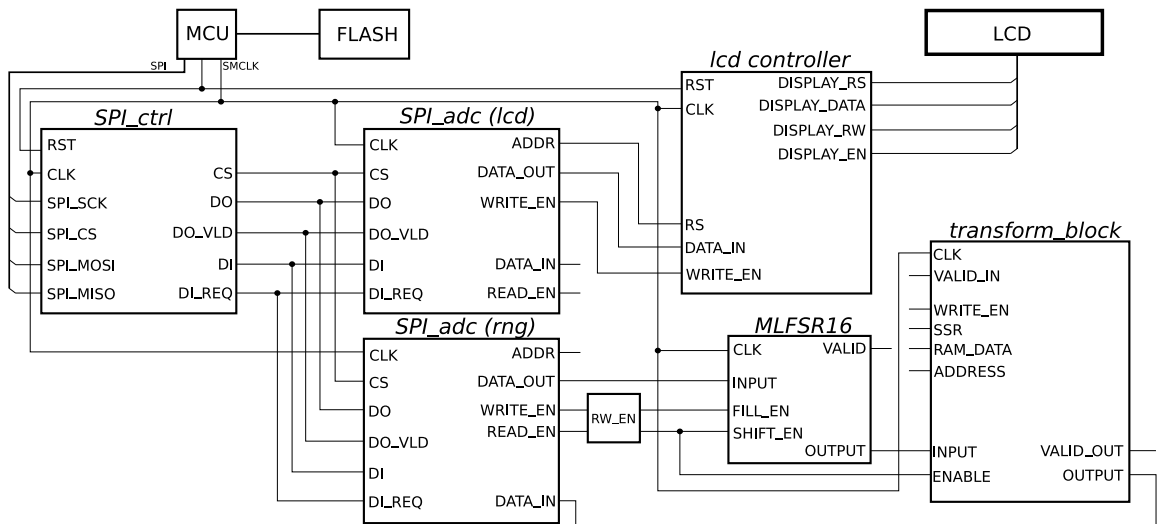 MCU
FLASH
LCD
SPI
SMCLK
lcd controller
RST
CLK
RS
DATA_IN
WRITE_EN
DISPLAY_RS
DISPLAY_DATA
DISPLAY_RW
DISPLAY_EN
SPI_ctrl
RST
CLK
SPI_SCK
SPI_CS
SPI_MOSI
SPI_MISO
CS
DO
DO_VLD
DI
DI_REQ
SPI_adc (lcd)
CLK
CS
DO
DO_VLD
DI
DI_REQ
ADDR
DATA_OUT
WRITE_EN
DATA_IN
READ_EN
SPI_adc (rng)
CLK
CS
DO
DO_VLD
DI
DI_REQ
ADDR
DATA_OUT
WRITE_EN
READ_EN
DATA_IN
RW_EN
MLFSR16
CLK
INPUT
FILL_EN
SHIFT_EN
VALID
OUTPUT
transform_block
CLK
VALID_IN
WRITE_EN
SSR
RAM_DATA
ADDRESS
INPUT
ENABLE
VALID_OUT
OUTPUT